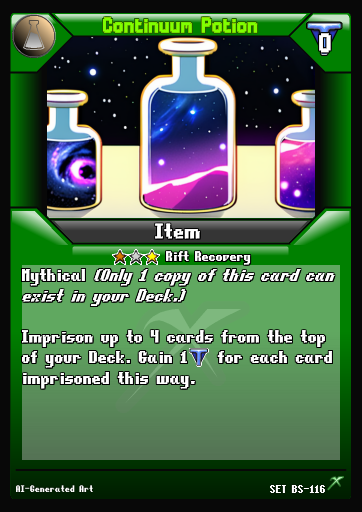 Continuum Potion
0
Item
Rift Recovery
Mythical (Only 1 copy of this card can
exist in your Deck.)
Imprison up to 4 cards from the top
of your Deck. Gain 1 for each card
imprisoned this way.
AI-Generated Art
SET BS-116